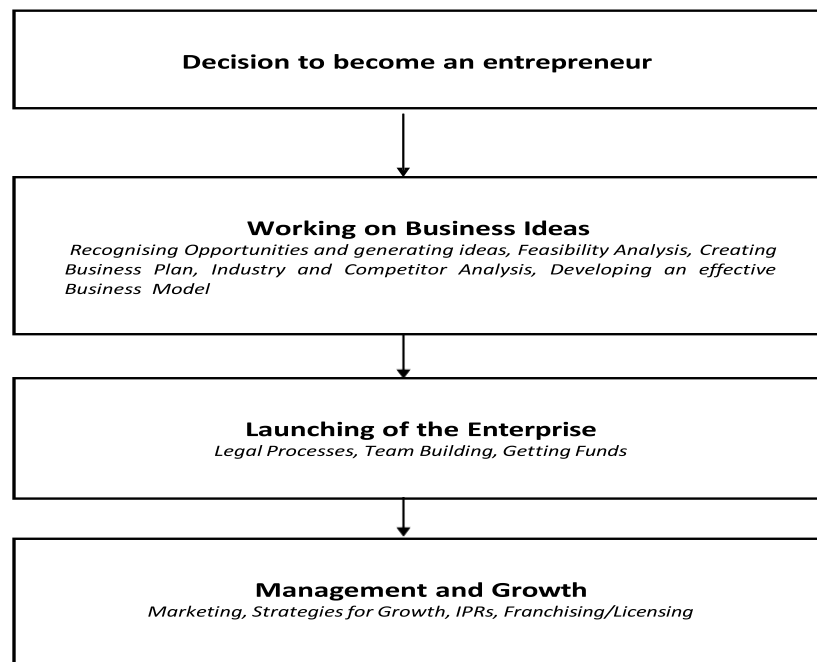 Decision to become an entrepreneur
Working on Business Ideas
Recognising Opportunities and generating ideas, Feasibility Analysis, Creating
Business Plan, Industry and Competitor Analysis, Developing an effective
Business Model
Launching of the Enterprise
Legal Processes, Team Building, Getting Funds
Management and Growth
Marketing, Strategies for Growth, IPRs, Franchising/Licensing